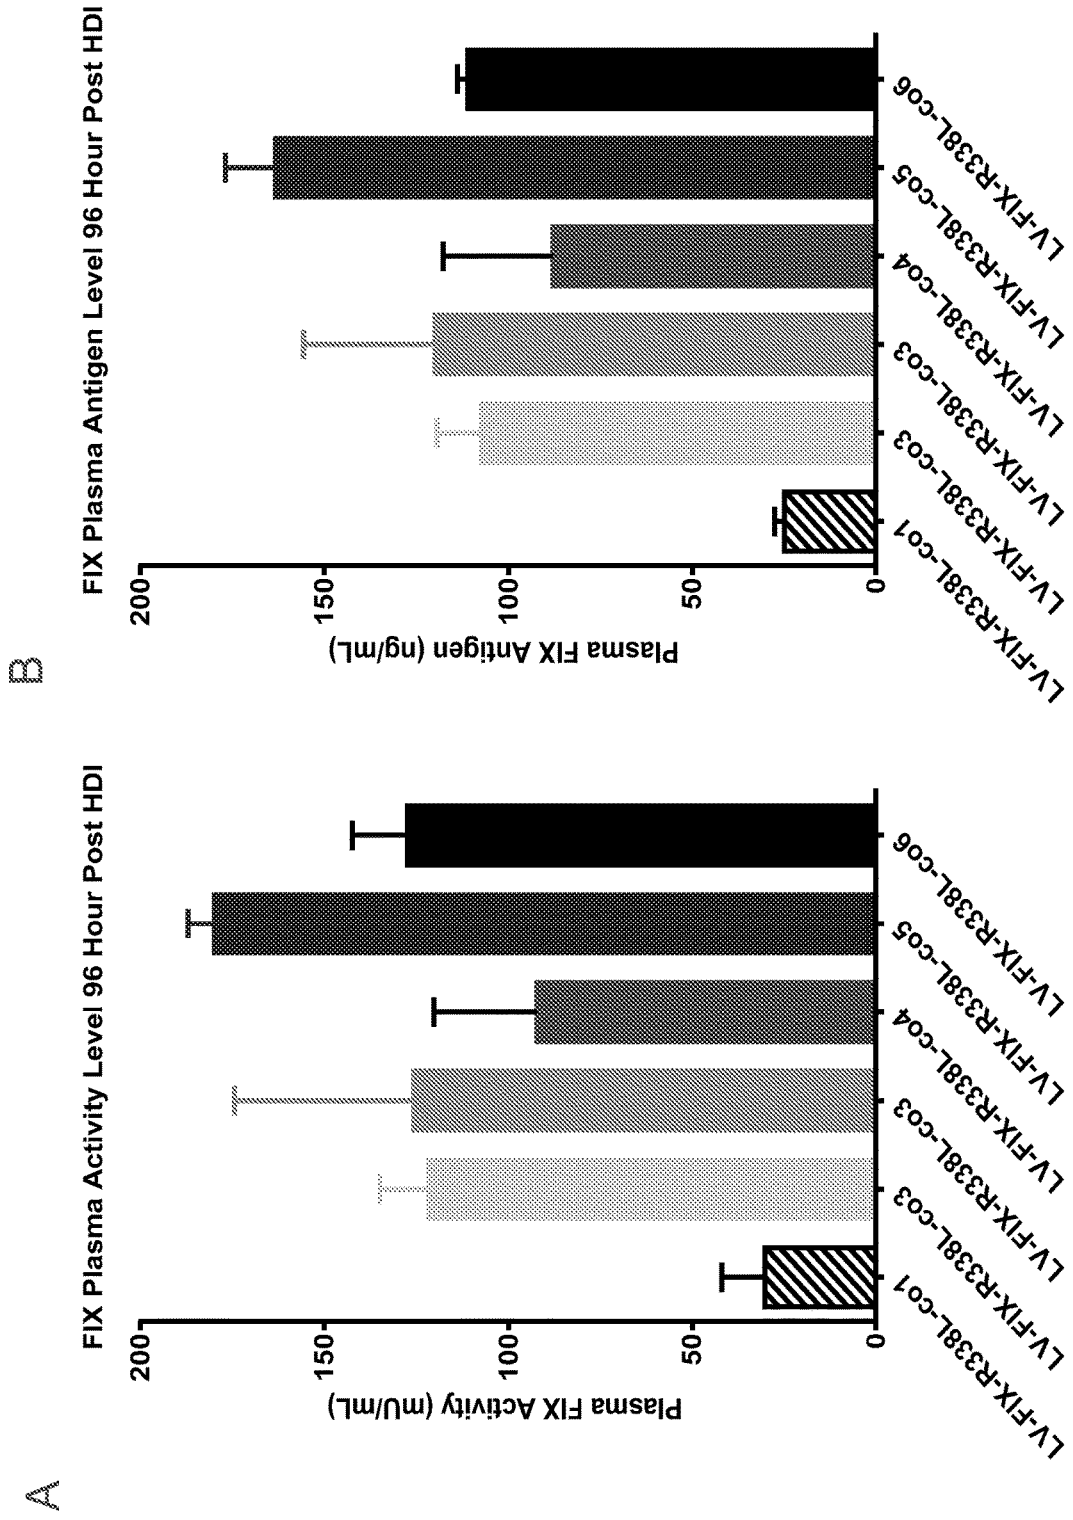 A
FIX Plasma Activity Level 96 Hour Post HDI
Plasma FIX Activity (mU/mL)
200
150
100
50
0
LV-FIX-R338L-co1
LV-FIX-R338L-co3
LV-FIX-R338L-co3
LV-FIX-R338L-co4
LV-FIX-R338L-co5
LV-FIX-R338L-co6
B
FIX Plasma Antigen Level 96 Hour Post HDI
Plasma FIX Antigen (ng/mL)
200
150
100
50
0
LV-FIX-R338L-co1
LV-FIX-R338L-co3
LV-FIX-R338L-co3
LV-FIX-R338L-co4
LV-FIX-R338L-co5
LV-FIX-R338L-co6